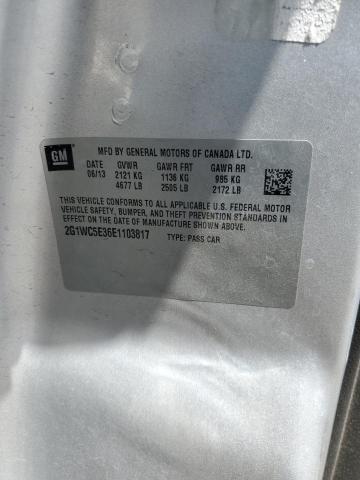 GM
MFD BY GENERAL MOTORS OF CANADA LTD.
DATE GVWR GAWR FRT GAWR RR
06/13 2121 KG 1136 KG 985 KG
4677 LB 2505 LB 2172 LB
THIS VEHICLE CONFORMS TO ALL APPLICABLE U.S. FEDERAL MOTOR
VEHICLE SAFETY, BUMPER, AND THEFT PREVENTION STANDARDS
IN EFFECT ON THE DATE OF MANUFACTURE SHOWN ABOVE.
2G1WC5E36E1103817 TYPE: PASS CAR